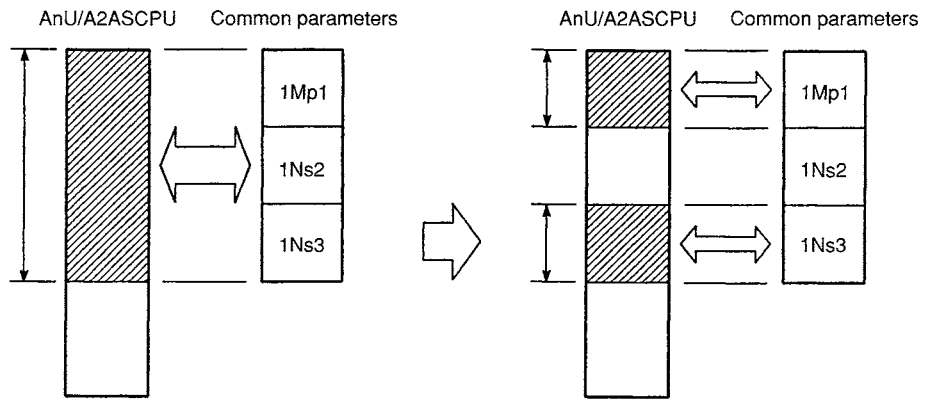 AnU/A2ASCPU Common parameters
1Mp1
1Ns2
1Ns3
AnU/A2ASCPU Common parameters
1Mp1
1Ns2
1Ns3